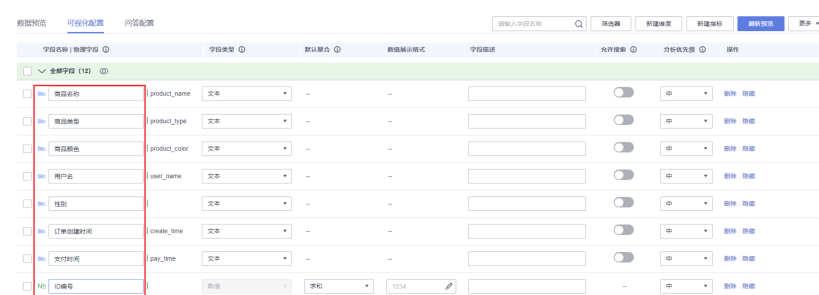 数据预览 可视化配置 问答配置 请输入字段名称 筛选器 新建维度 新建指标 刷新预览 更多
字段名称 | 物理字段 字段类型 默认聚合 数值展示格式 字段描述 允许搜索 分析优先级 操作
全部字段 (12)
Str. 商品名称 | product_name 文本 -- -- 中 删除 隐藏
Str. 商品类型 | product_type 文本 -- -- 中 删除 隐藏
Str. 商品颜色 | product_color 文本 -- -- 中 删除 隐藏
Str. 用户名 | user_name 文本 -- -- 中 删除 隐藏
Str. 性别 | 文本 -- -- 中 删除 隐藏
Str. 订单创建时间 | create_time 文本 -- -- 中 删除 隐藏
Str. 支付时间 | pay_time 文本 -- -- 中 删除 隐藏
№ ID编号 | 数值 求和 1234 -- 中 删除 隐藏